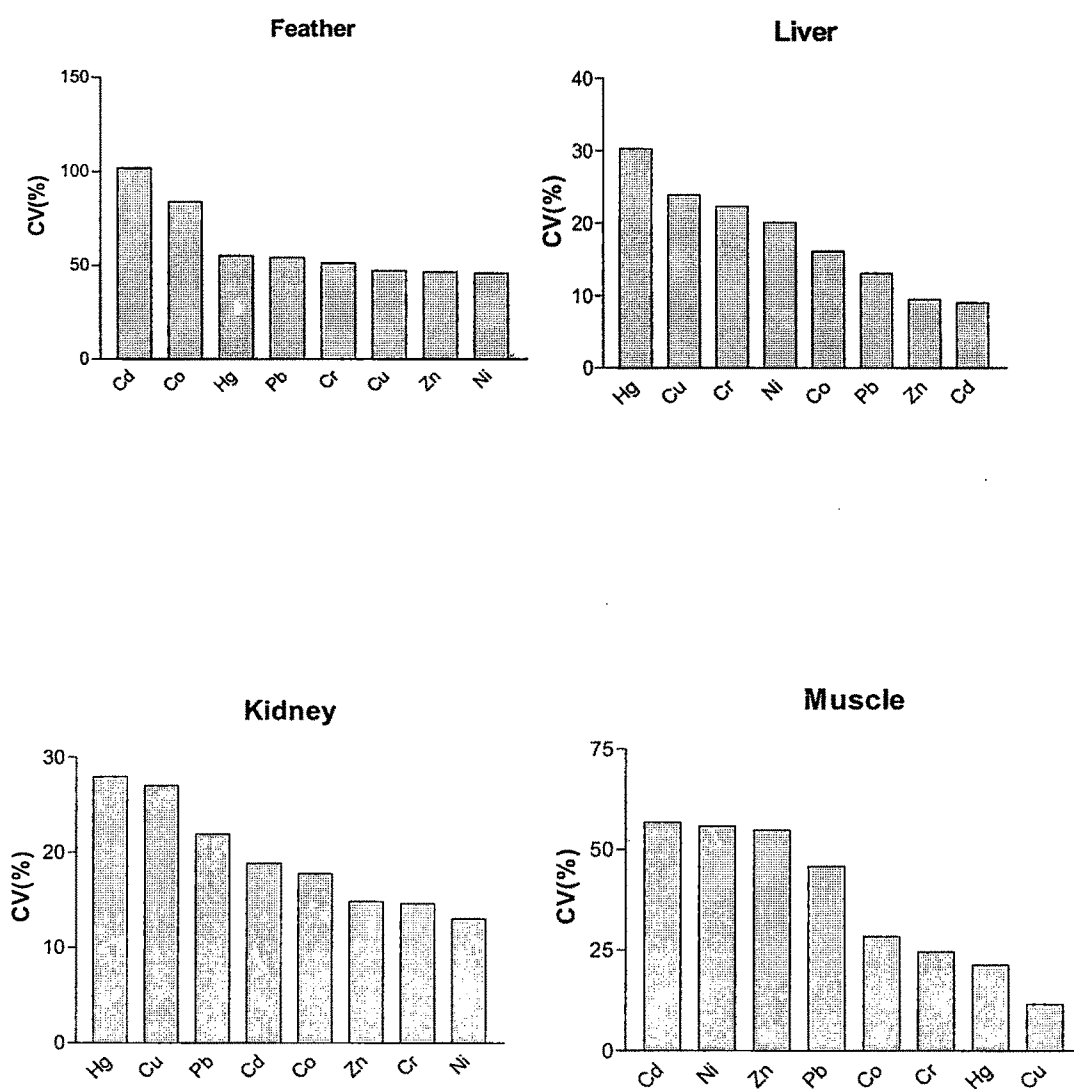 Feather
CV(%)
150
100
50
0
Cd Co Hg Pb Cr Cu Zn Ni
Liver
CV(%)
40
30
20
10
0
Hg Cu Cr Ni Co Pb Zn Cd
Kidney
CV(%)
30
20
10
0
Hg Cu Pb Cd Co Zn Cr Ni
Muscle
CV(%)
75
50
25
0
Cd Ni Zn Pb Co Cr Hg Cu